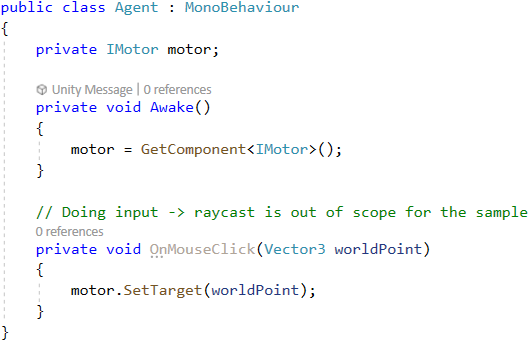 public class Agent : MonoBehaviour
{
private IMotor motor;
Unity Message | 0 references
private void Awake()
{
motor = GetComponent<IMotor>();
}
// Doing input -> raycast is out of scope for the sample
0 references
private void OnMouseClick(Vector3 worldPoint)
{
motor.SetTarget(worldPoint);
}
}